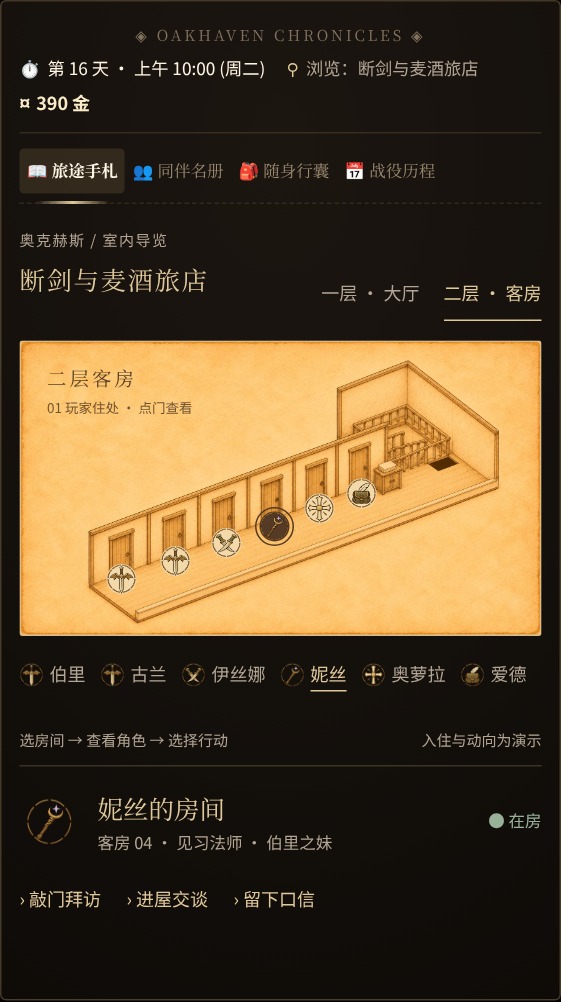 ◈ OAKHAVEN CHRONICLES ◈
⏱️ 第 16 天 · 上午 10:00 (周二) ⚲ 浏览：断剑与麦酒旅店
¤ 390 金
📖 旅途手札 👥 同伴名册 🎒 随身行囊 📅 战役历程
奥克赫斯 / 室内导览
断剑与麦酒旅店
一层 · 大厅 二层 · 客房
二层客房
01 玩家住处 · 点门查看
伯里 古兰 伊丝娜 妮丝 奥萝拉 爱德
选房间 → 查看角色 → 选择行动 入住与动向为演示
妮丝的房间
在房
客房 04 · 见习法师 · 伯里之妹
› 敲门拜访 › 进屋交谈 › 留下口信